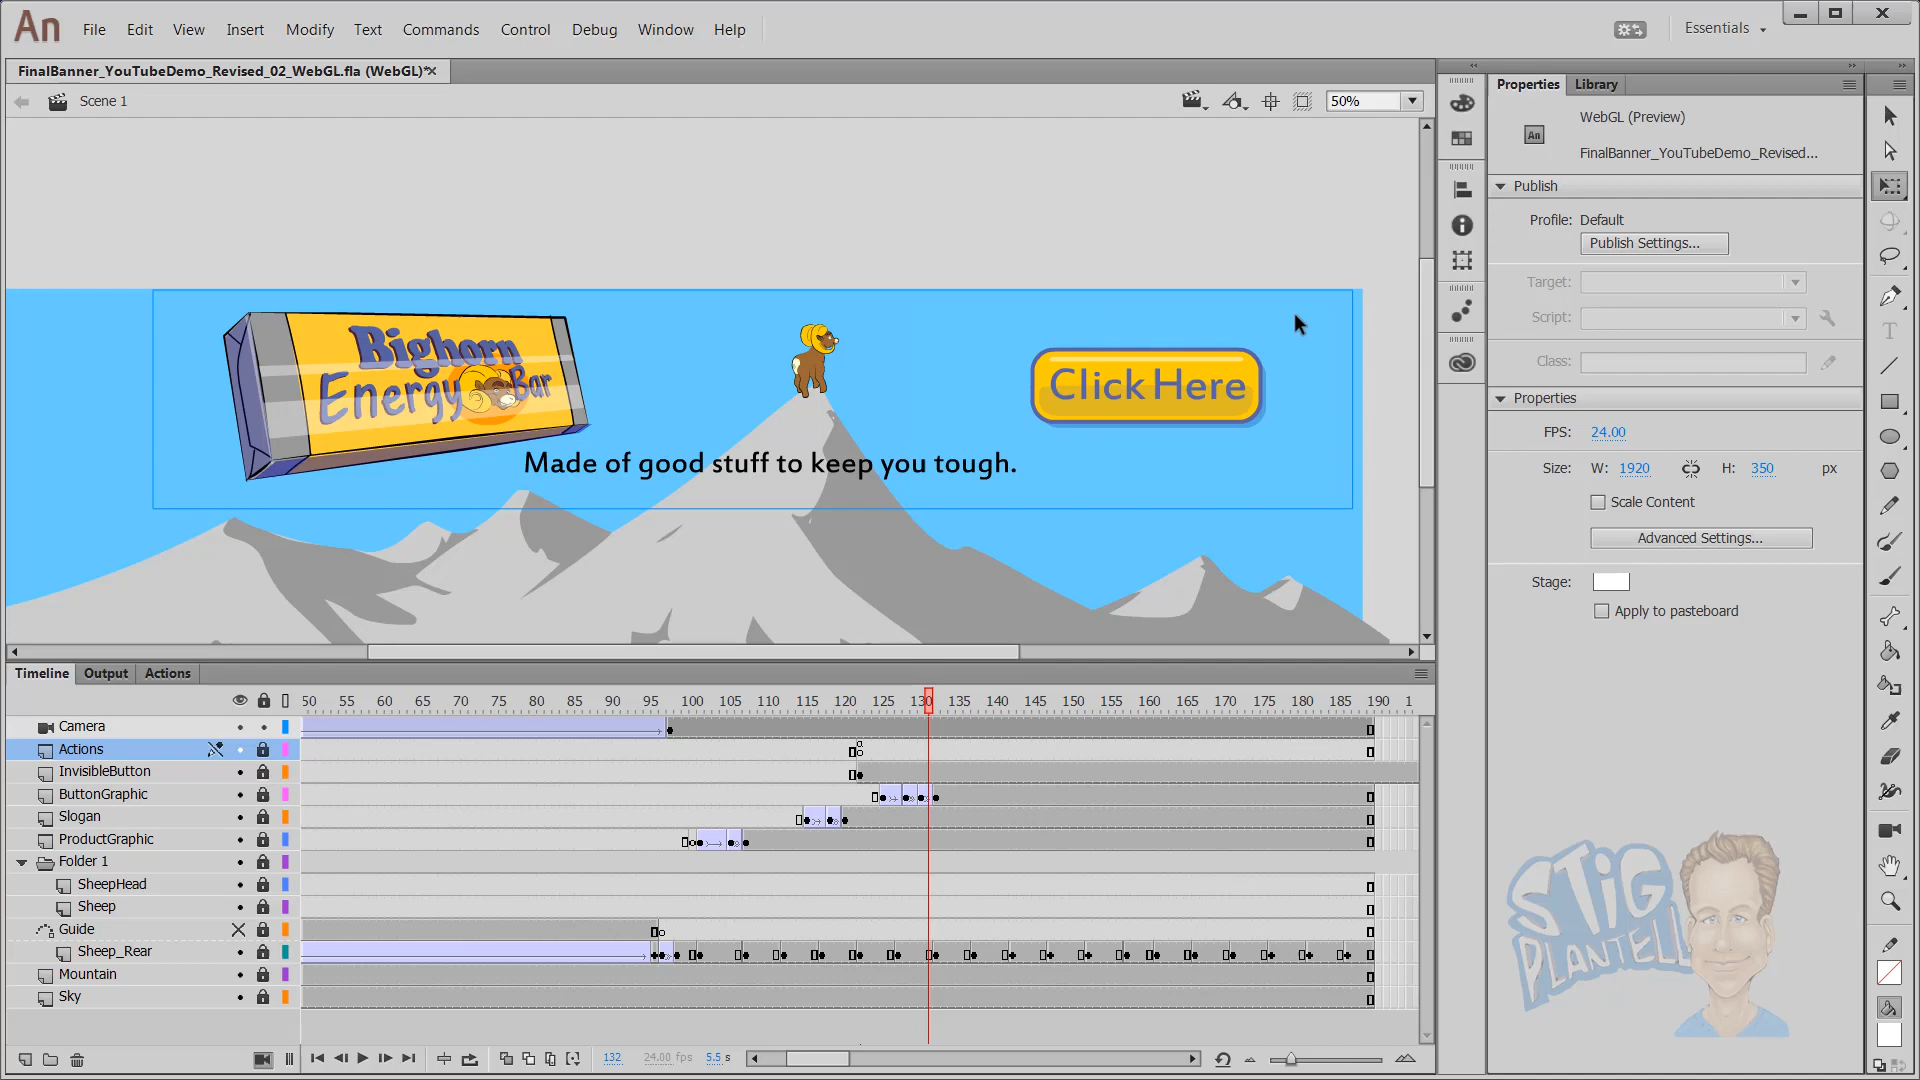 An File Edit View Insert Modify Text Commands Control Debug Window Help Essentials
FinalBanner_YouTubeDemo_Revised_02_WebGL.fla (WebGL)*
Scene 1
50%
Bighorn
Energy Bar
Click Here
Made of good stuff to keep you tough.
Properties Library
WebGL (Preview)
An
FinalBanner_YouTubeDemo_Revised...
Publish
Profile: Default
Publish Settings...
Target:
Script:
Class:
Properties
FPS: 24.00
Size: W: 1920 H: 350 px
Scale Content
Advanced Settings...
Stage:
Apply to pasteboard
STiG
PLANTELL
Timeline Output Actions
50 55 60 65 70 75 80 85 90 95 100 105 110 115 120 125 130 135 140 145 150 155 160 165 170 175 180 185 190 1
Camera
Actions
InvisibleButton
ButtonGraphic
Slogan
ProductGraphic
Folder 1
SheepHead
Sheep
Guide
Sheep_Rear
Mountain
Sky
132 24.00 fps 5.5 s